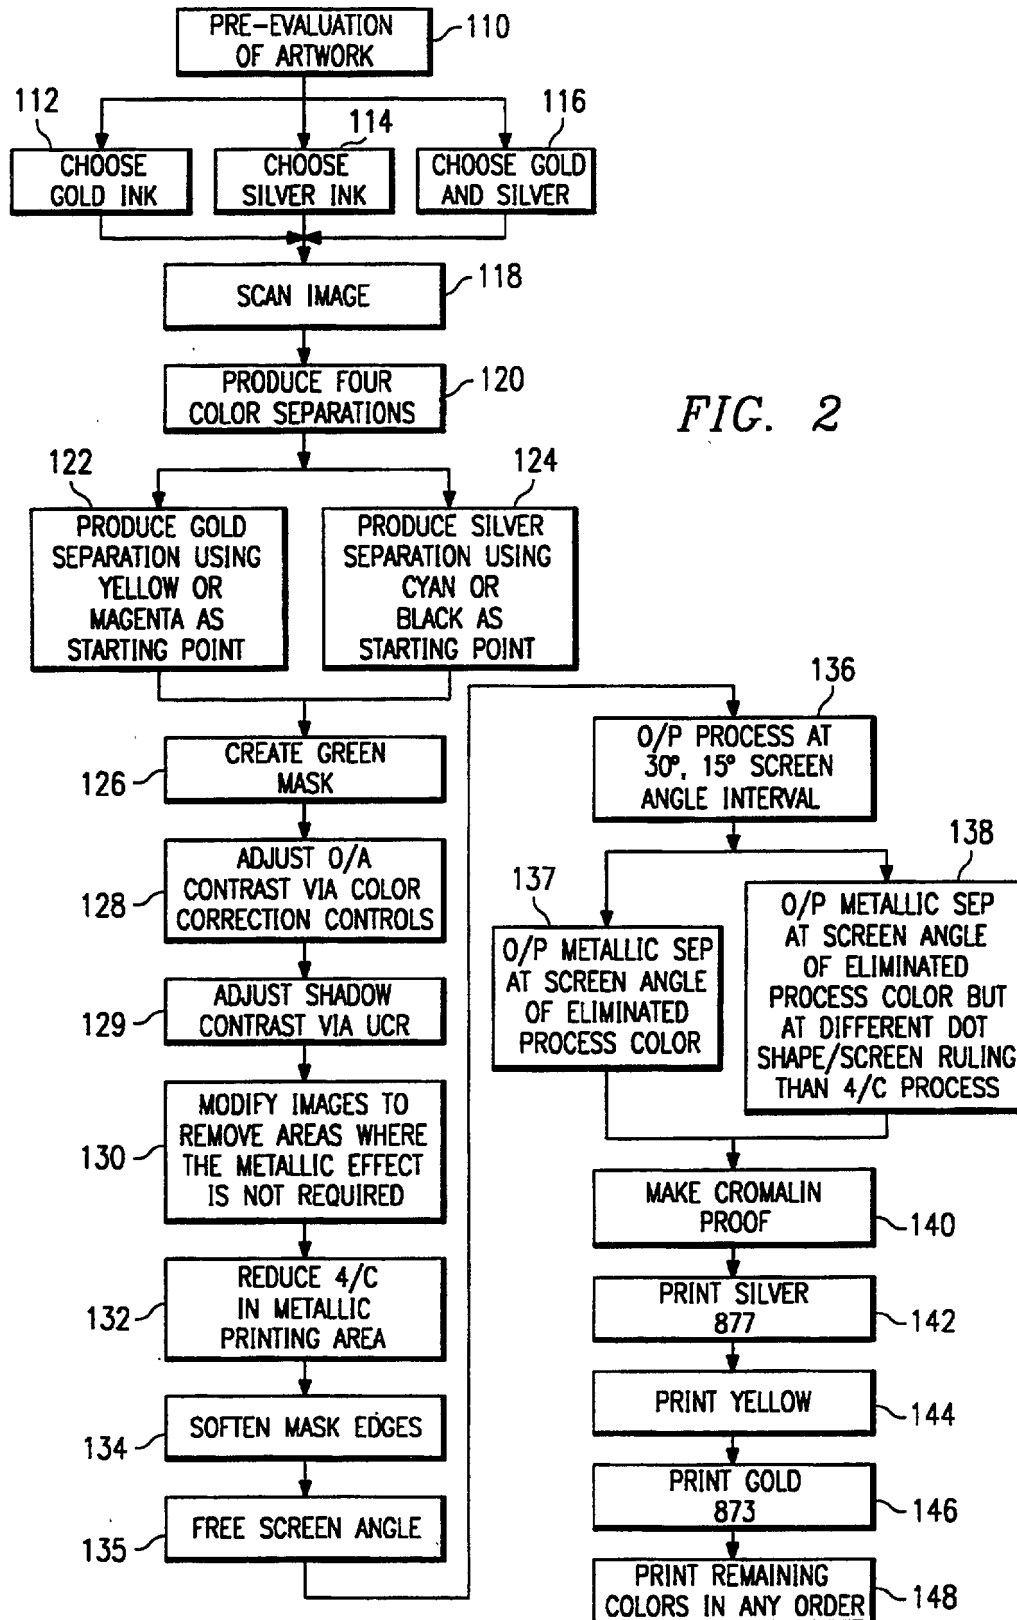 PRE-EVALUATION
OF ARTWORK
110
112
114
116
CHOOSE
GOLD INK
CHOOSE
SILVER INK
CHOOSE GOLD
AND SILVER
SCAN IMAGE
118
PRODUCE FOUR
COLOR SEPARATIONS
120
FIG. 2
122
124
PRODUCE GOLD
SEPARATION USING
YELLOW OR
MAGENTA AS
STARTING POINT
PRODUCE SILVER
SEPARATION USING
CYAN OR
BLACK AS
STARTING POINT
CREATE GREEN
MASK
126
ADJUST O/A
CONTRAST VIA COLOR
CORRECTION CONTROLS
128
ADJUST SHADOW
CONTRAST VIA UCR
129
MODIFY IMAGES TO
REMOVE AREAS WHERE
THE METALLIC EFFECT
IS NOT REQUIRED
130
REDUCE 4/C
IN METALLIC
PRINTING AREA
132
SOFTEN MASK EDGES
134
FREE SCREEN ANGLE
135
136
O/P PROCESS AT
30°, 15° SCREEN
ANGLE INTERVAL
137
138
O/P METALLIC SEP
AT SCREEN ANGLE
OF ELIMINATED
PROCESS COLOR
O/P METALLIC SEP
AT SCREEN ANGLE
OF ELIMINATED
PROCESS COLOR BUT
AT DIFFERENT DOT
SHAPE/SCREEN RULING
THAN 4/C PROCESS
MAKE CROMALIN
PROOF
140
PRINT SILVER
877
142
PRINT YELLOW
144
PRINT GOLD
873
146
PRINT REMAINING
COLORS IN ANY ORDER
148